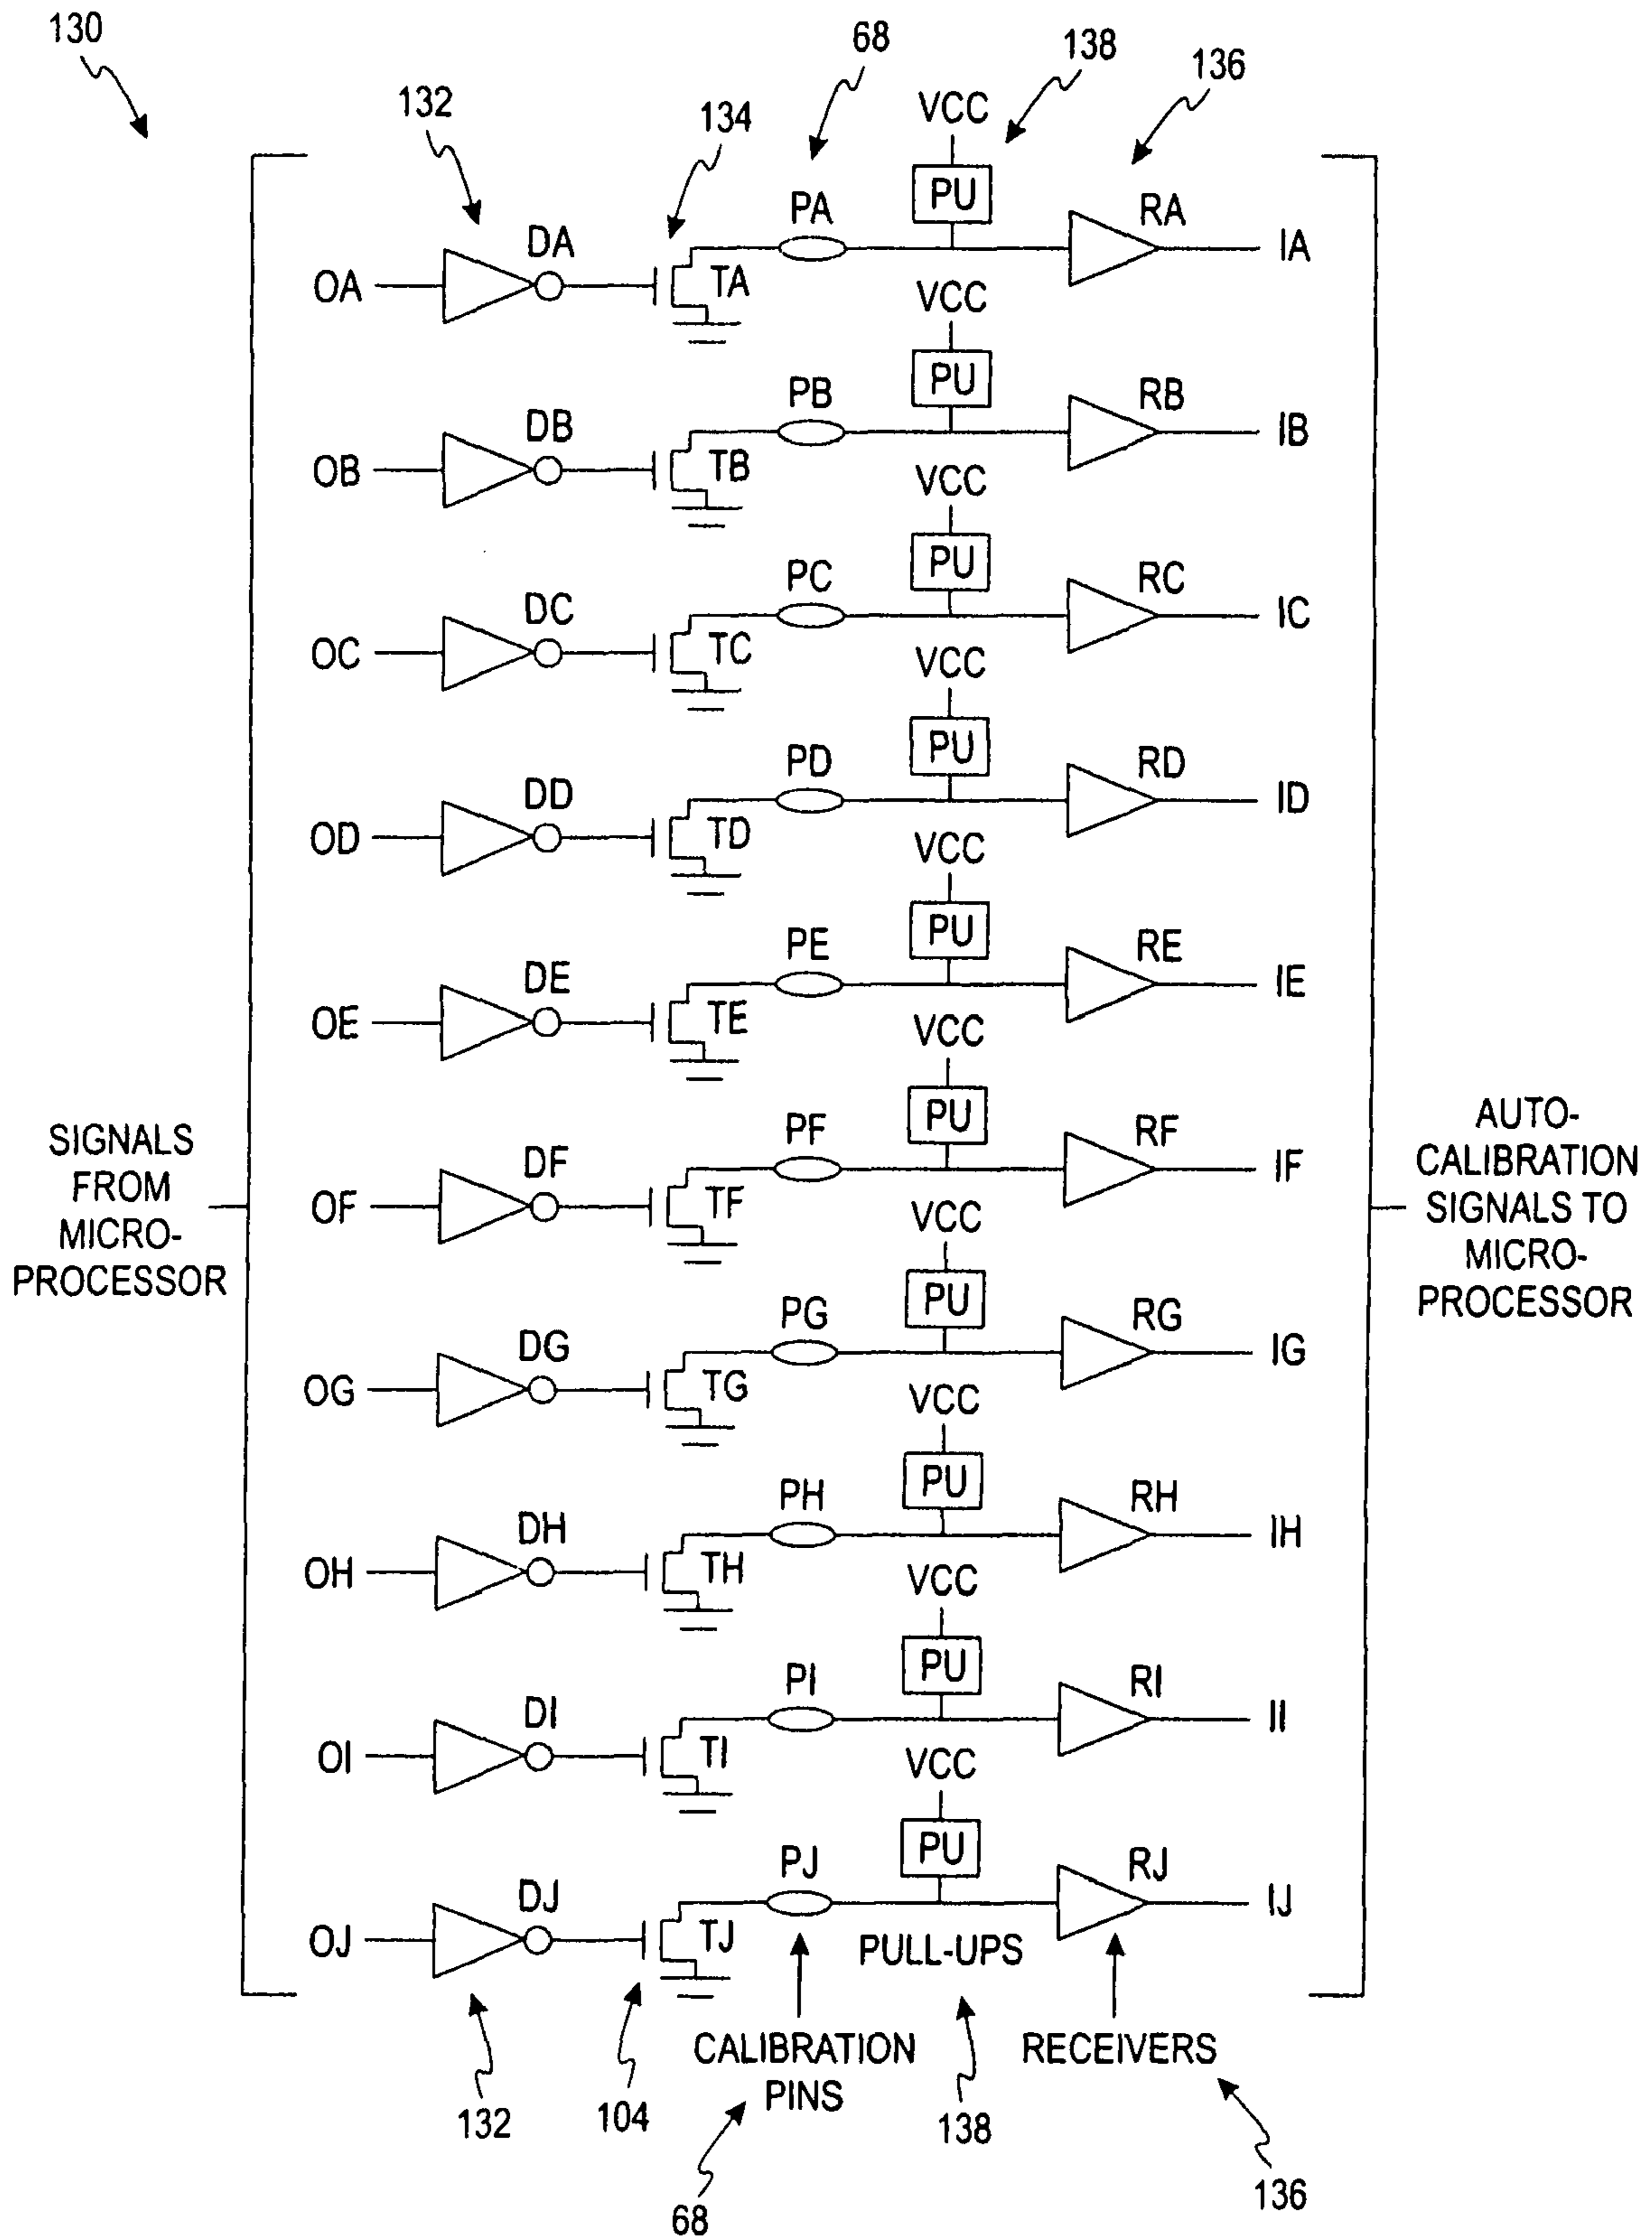 130
68
138
136
132
134
VCC
PU
PA
RA
DA
IA
OA
TA
VCC
PU
PB
RB
DB
IB
OB
TB
VCC
PU
PC
RC
DC
IC
OC
TC
VCC
PU
PD
RD
DD
ID
OD
TD
VCC
PU
PE
RE
DE
IE
OE
TE
VCC
PU
PF
RF
DF
IF
OF
TF
SIGNALS
FROM
MICRO-
PROCESSOR
AUTO-
CALIBRATION
SIGNALS TO
MICRO-
PROCESSOR
VCC
PU
PG
RG
DG
IG
OG
TG
VCC
PU
PH
RH
DH
IH
OH
TH
VCC
PU
PI
RI
DI
II
OI
TI
VCC
PU
PJ
RJ
DJ
IJ
OJ
TJ
PULL-UPS
CALIBRATION
PINS
RECEIVERS
132
104
138
68
136